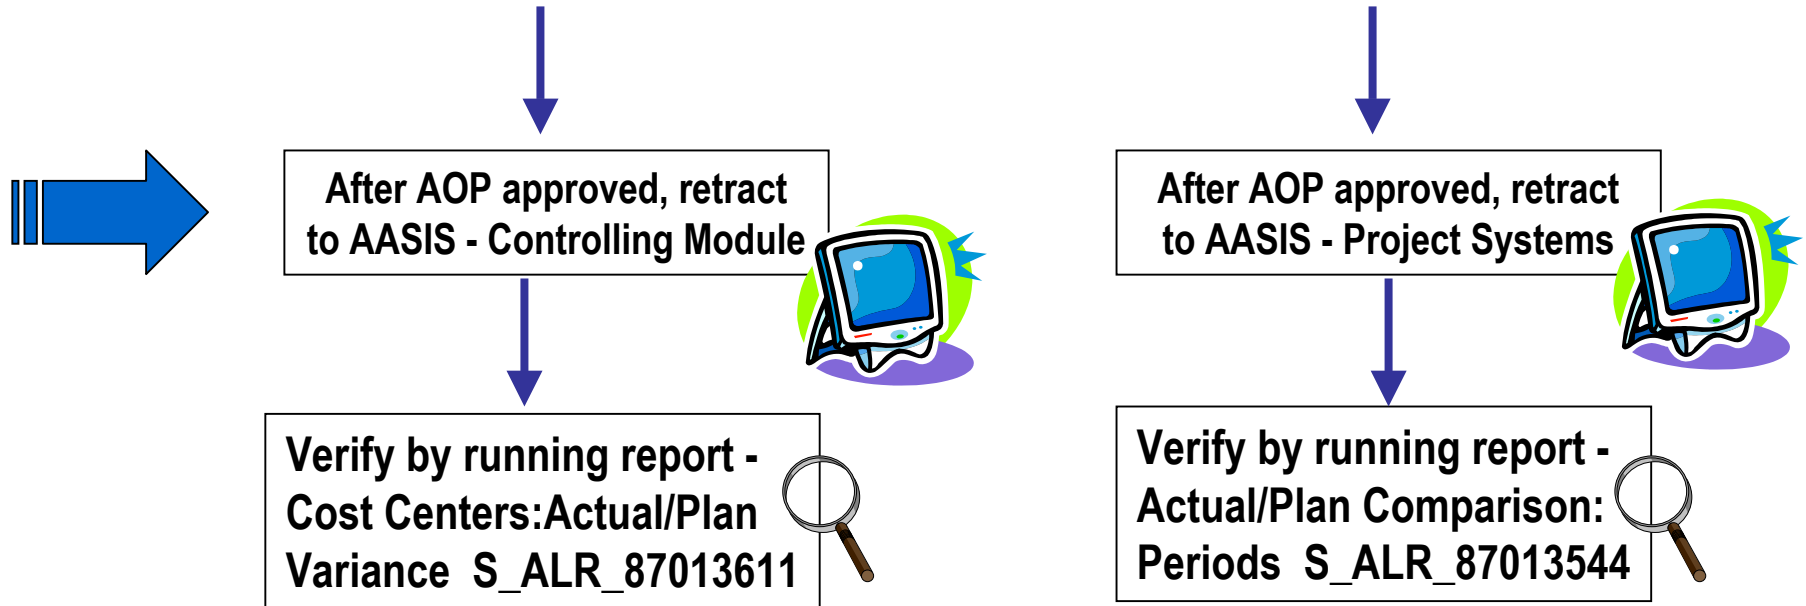 After AOP approved, retract
to AASIS - Controlling Module
After AOP approved, retract
to AASIS - Project Systems
Verify by running report -
Cost Centers:Actual/Plan
Variance S_ALR_87013611
Verify by running report -
Actual/Plan Comparison:
Periods S_ALR_87013544